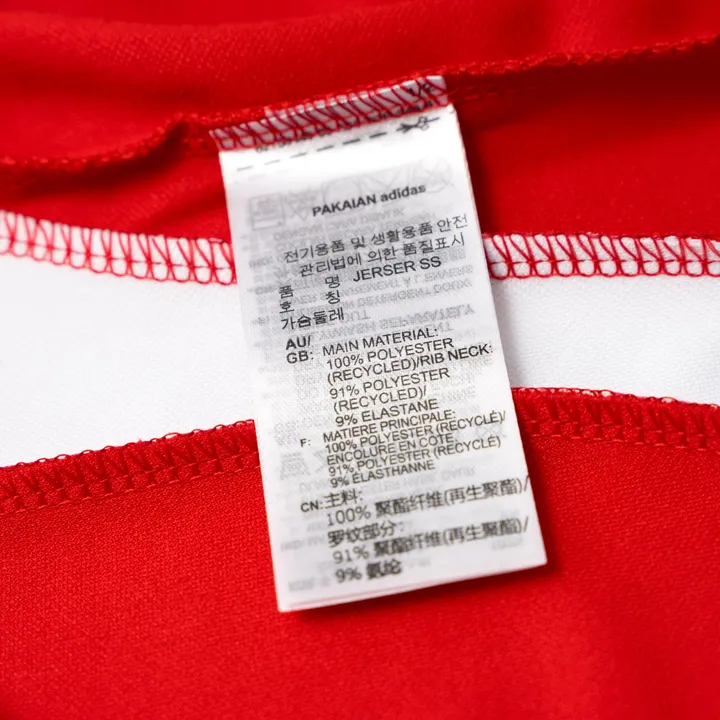 PAKAIAN adidas
전기용품 및 생활용품 안전
관리법에 의한 품질표시
품 명 JERSER SS
호 칭
가슴둘레
AU/
GB: MAIN MATERIAL:
100% POLYESTER
(RECYCLED)/RIB NECK:
91% POLYESTER
(RECYCLED)/
9% ELASTANE
F: MATIERE PRINCIPALE:
100% POLYESTER (RECYCLÉ)/
ENCOLURE EN COTE
91% POLYESTER (RECYCLÉ)
9% ÉLASTHANNE
CN: 主料:
100% 聚酯纤维(再生聚酯)/
罗纹部分:
91% 聚酯纤维(再生聚酯)/
9% 氨纶